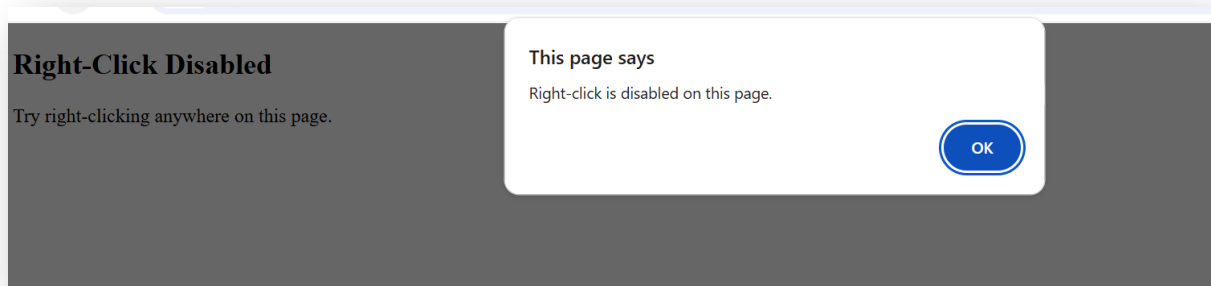 Right-Click Disabled
Try right-clicking anywhere on this page.
This page says
Right-click is disabled on this page.
OK